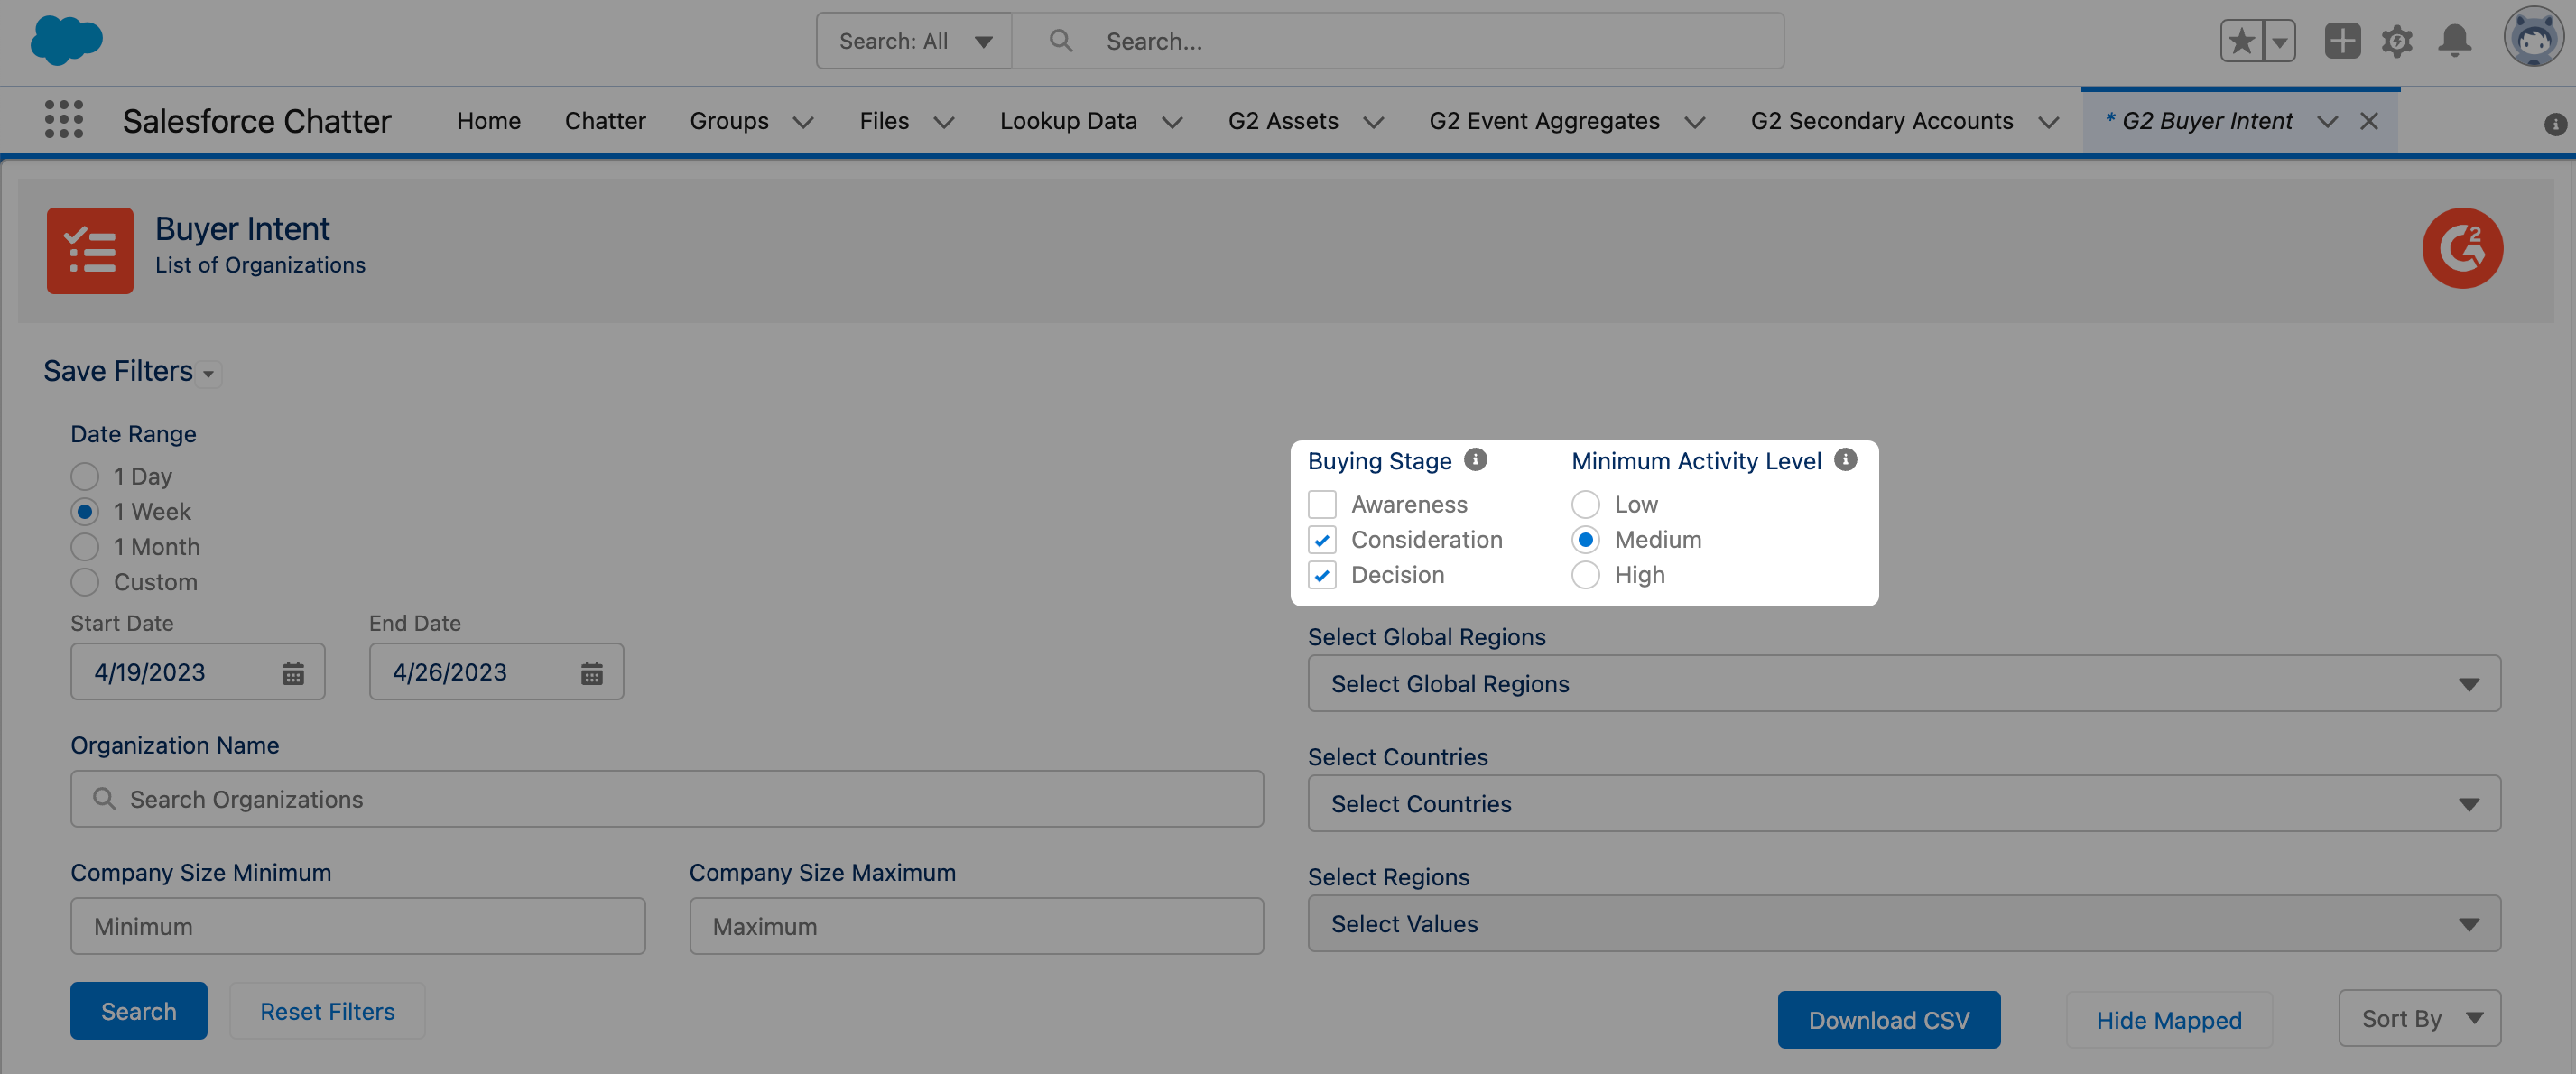 Search: All Search...
Salesforce Chatter Home Chatter Groups Files Lookup Data G2 Assets G2 Event Aggregates G2 Secondary Accounts * G2 Buyer Intent
Buyer Intent
List of Organizations
G2
Save Filters
Date Range
1 Day
1 Week
1 Month
Custom
Start Date End Date
4/19/2023 4/26/2023
Organization Name
Search Organizations
Company Size Minimum Company Size Maximum
Minimum Maximum
Search Reset Filters
Buying Stage Minimum Activity Level
Awareness Low
Consideration Medium
Decision High
Select Global Regions
Select Global Regions
Select Countries
Select Countries
Select Regions
Select Values
Download CSV Hide Mapped Sort By